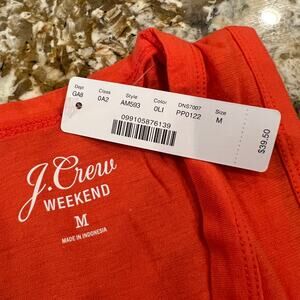 Dept Class Style Color DNS7007 Size
GA8 0A2 AM593 0LI PP0122 M
099105876139
$39.50
J.Crew
WEEKEND
M
MADE IN INDONESIA